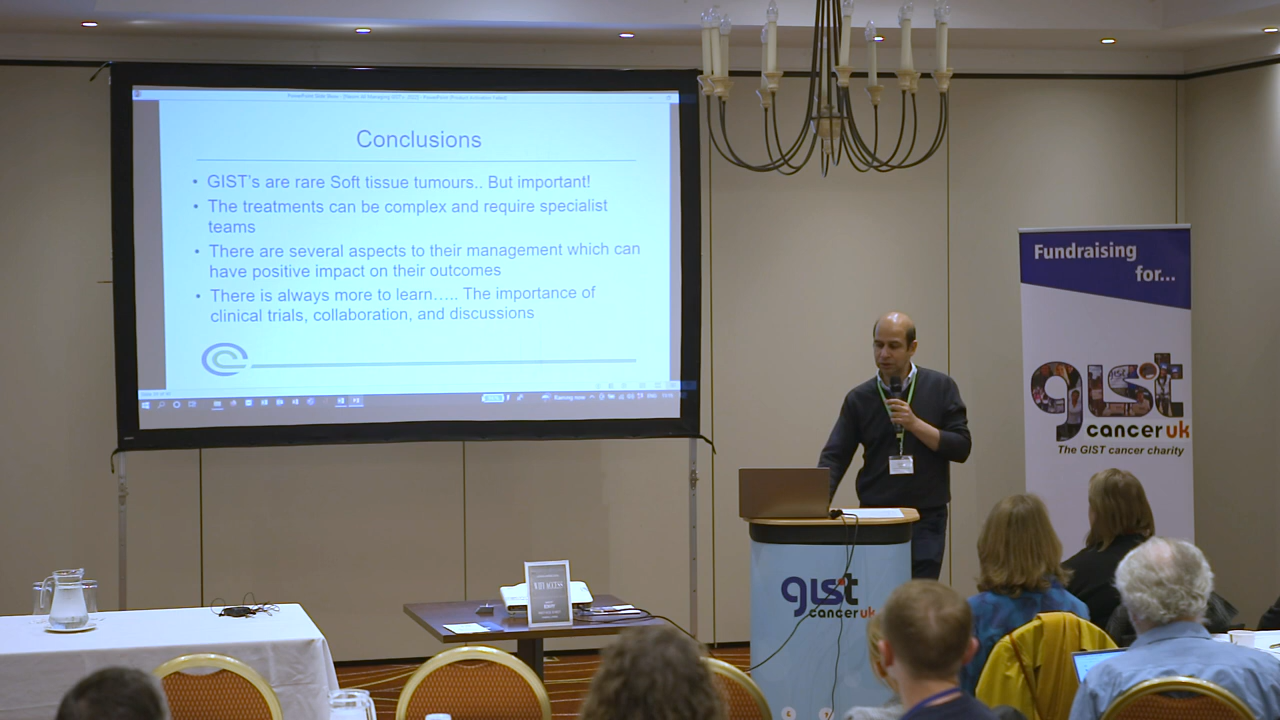 Conclusions
• GIST's are rare Soft tissue tumours.. But important!
• The treatments can be complex and require specialist
teams
• There are several aspects to their management which can
have positive impact on their outcomes
• There is always more to learn….. The importance of
clinical trials, collaboration, and discussions
Raining now
Fundraising
for...
gist
cancer uk
The GIST cancer charity
gist
cancer uk
WIFI ACCESS